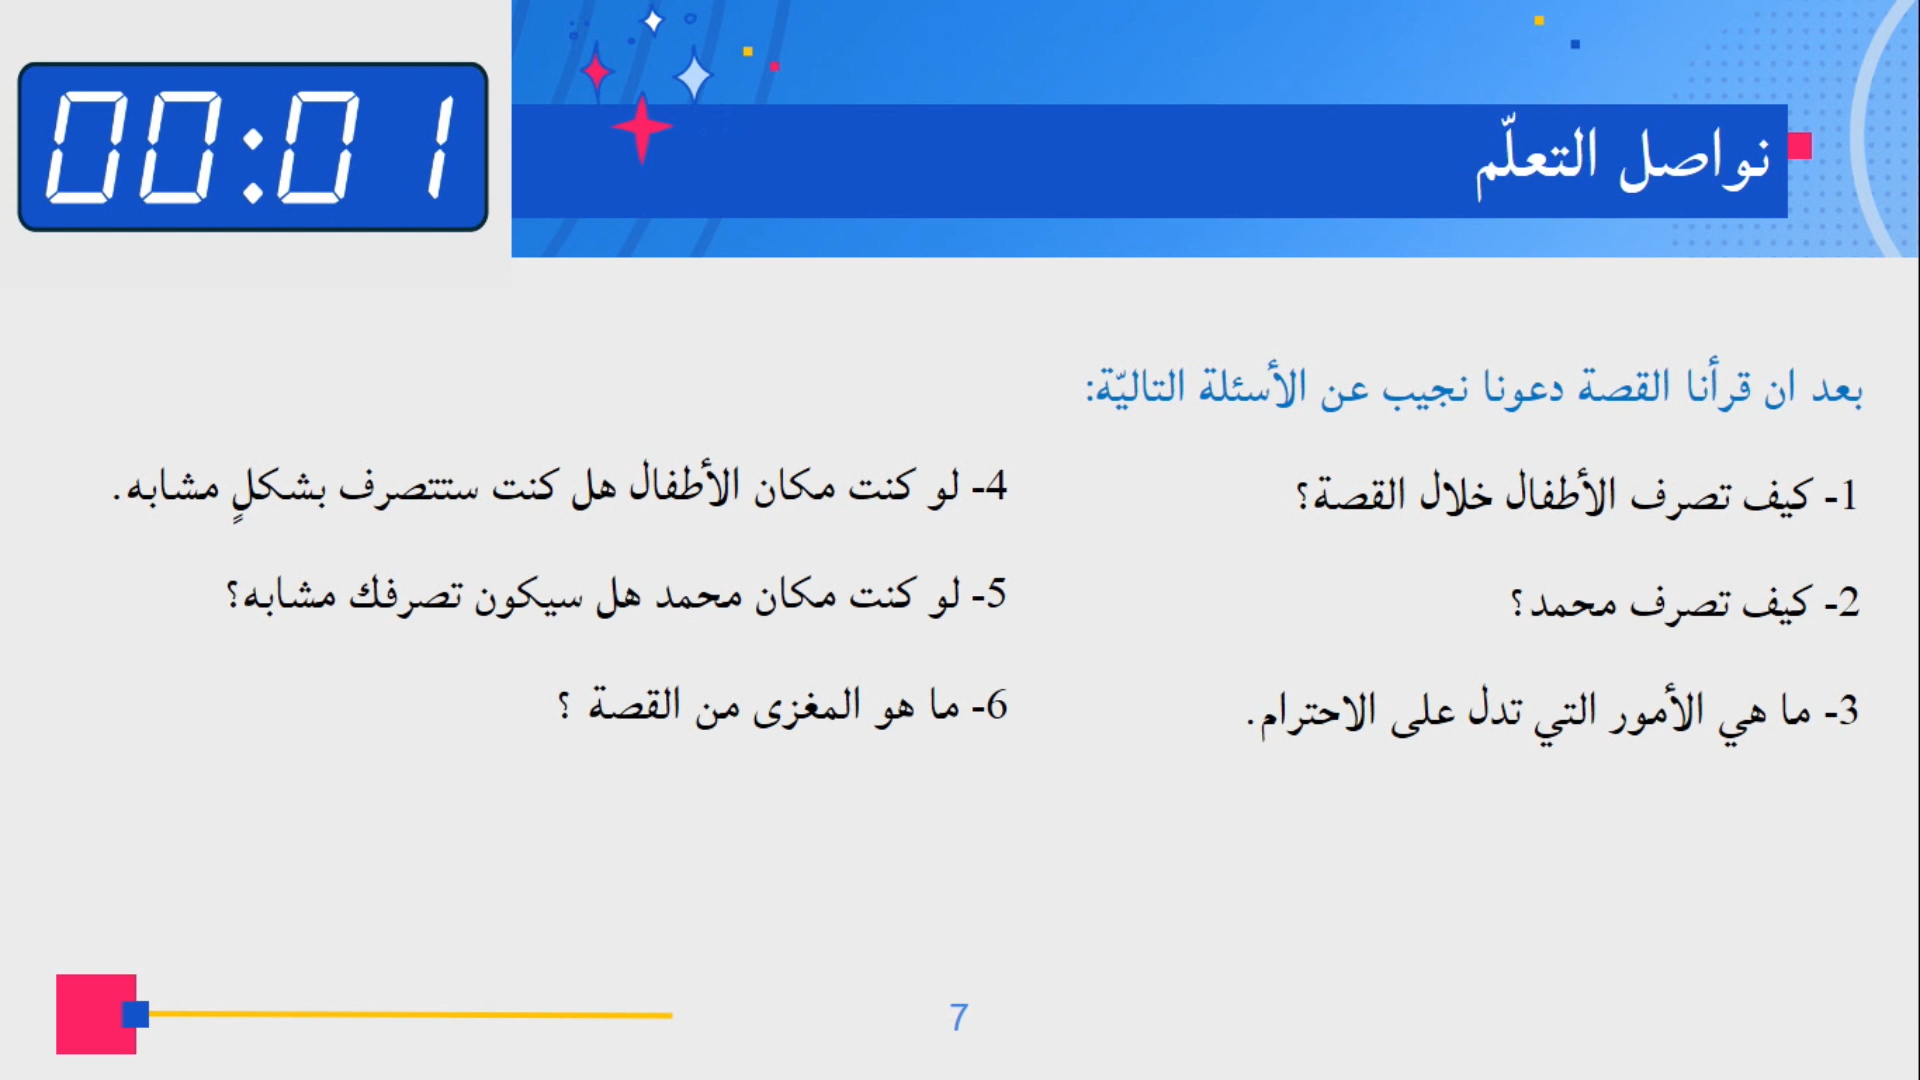 00:01
نواصل التعلّم
بعد ان قرأنا القصة دعونا نجيب عن الأسئلة التاليّة:
1- كيف تصرف الأطفال خلال القصة؟
2- كيف تصرف محمد؟
3- ما هي الأمور التي تدل على الاحترام.
4- لو كنت مكان الأطفال هل كنت ستتصرف بشكلٍ مشابه.
5- لو كنت مكان محمد هل سيكون تصرفك مشابه؟
6- ما هو المغزى من القصة ؟
7